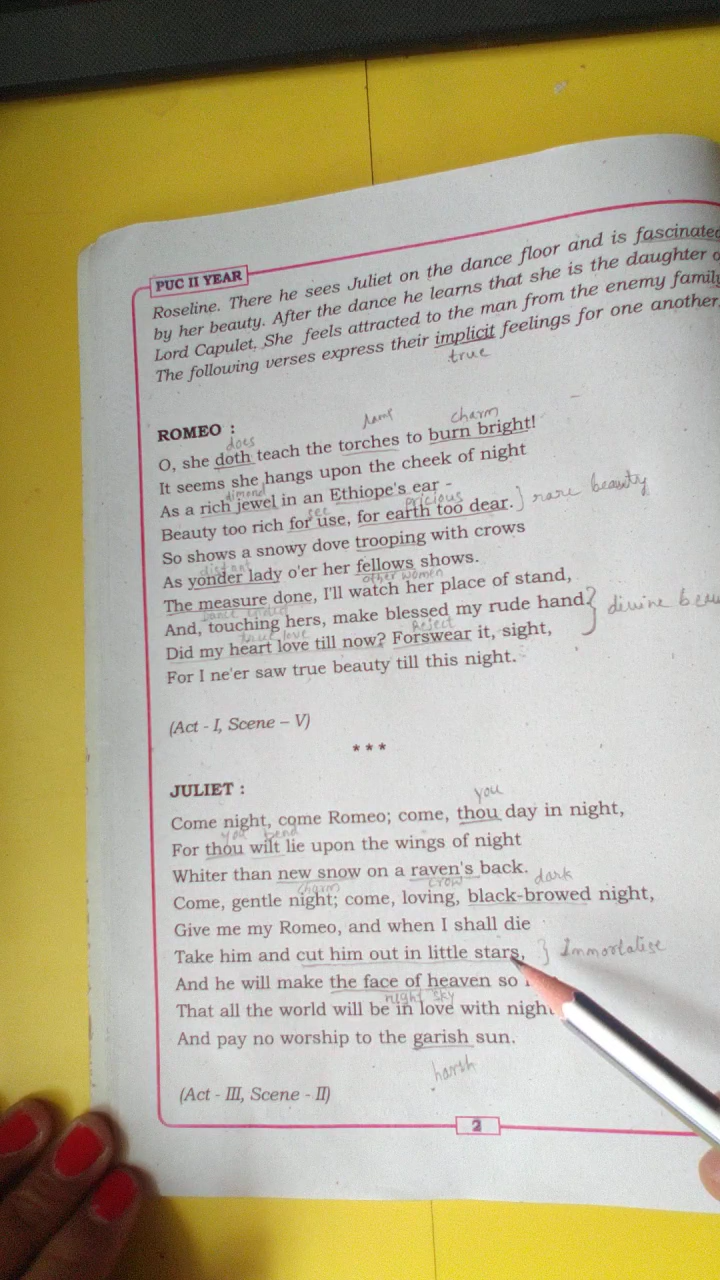 PUC II YEAR
Roseline. There he sees Juliet on the dance floor and is fascinated
by her beauty. After the dance he learns that she is the daughter
Lord Capulet, She feels attracted to the man from the enemy family
The following verses express their implicit feelings for one another.
true
ROMEO :
does charm
O, she doth teach the torches to burn bright!
It seems she hangs upon the cheek of night
As a rich jewel in an Ethiope's ear -
see pricious
Beauty too rich for use, for earth too dear. } rare beauty
So shows a snowy dove trooping with crows
As yonder lady o'er her fellows shows.
other women
The measure done, I'll watch her place of stand,
And, touching hers, make blessed my rude hand. } divine
true love Reject
Did my heart love till now? Forswear it, sight,
For I ne'er saw true beauty till this night.
(Act - I, Scene – V)
***
JULIET :
you
Come night, come Romeo; come, thou day in night,
you
For thou wilt lie upon the wings of night
Whiter than new snow on a raven's back.
charm crow dark
Come, gentle night; come, loving, black-browed night,
Give me my Romeo, and when I shall die
Take him and cut him out in little stars, } Immortalise
And he will make the face of heaven so
night sky
That all the world will be in love with night
And pay no worship to the garish sun.
harsh
(Act - III, Scene - II)
2